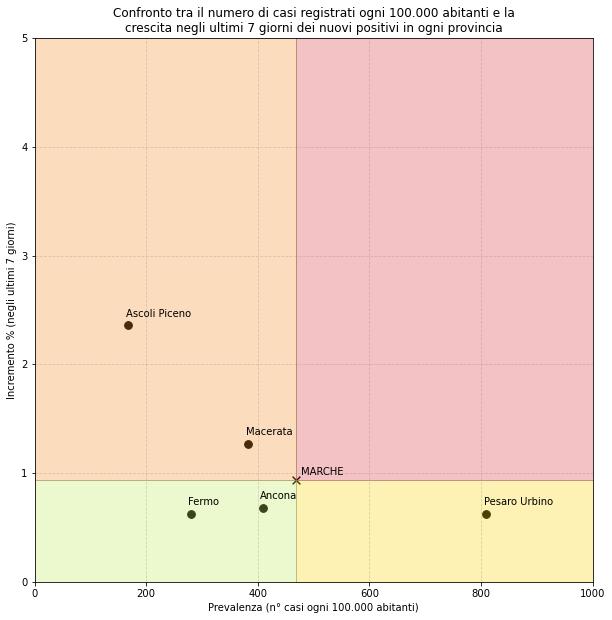 Confronto tra il numero di casi registrati ogni 100.000 abitanti e la
crescita negli ultimi 7 giorni dei nuovi positivi in ogni provincia
5
4
3
2
1
0
Incremento % (negli ultimi 7 giorni)
Ascoli Piceno
Macerata
MARCHE
Ancona
Fermo
Pesaro Urbino
0
200
400
600
800
1000
Prevalenza (n° casi ogni 100.000 abitanti)